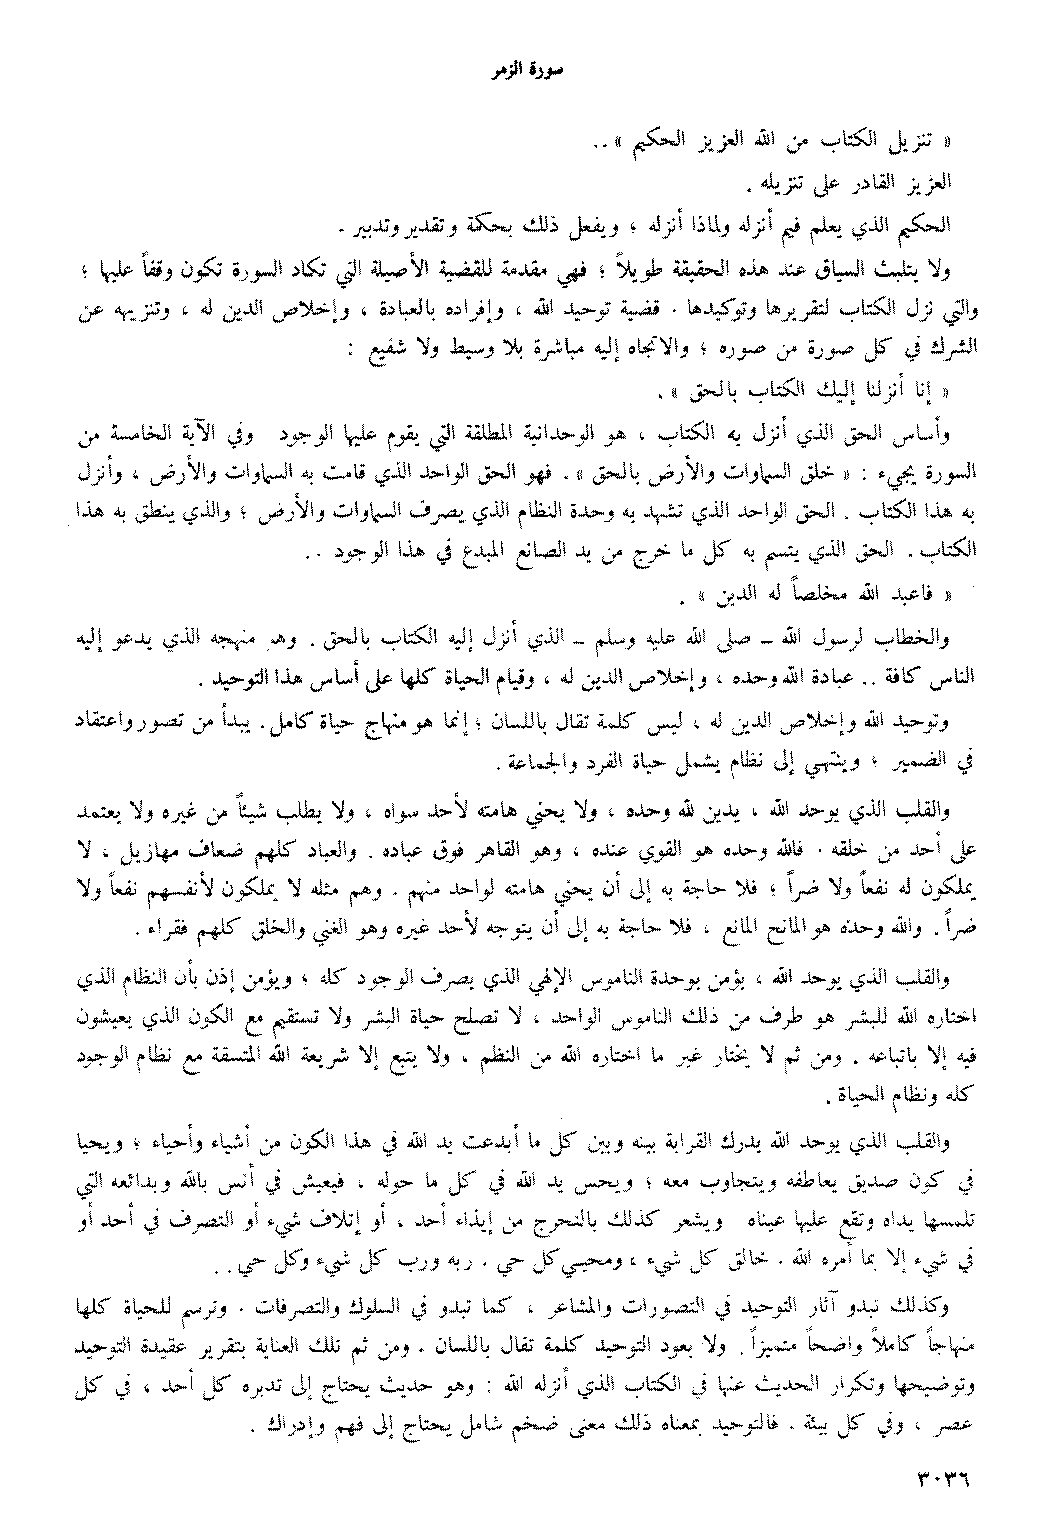 سورة الزمر
« تنزيل الكتاب من الله العزيز الحكيم » ..
العزيز القادر على تنزيله .
الحكيم الذي يعلم فيم أنزله ولماذا أنزله ؛ ويفعل ذلك بحكمة وتقدير وتدبير .
ولا يتلبث السياق عند هذه الحقيقة طويلاً ؛ فهي مقدمة للقضية الأصيلة التي تكاد السورة تكون وقفاً عليها ؛
والتي نزل الكتاب لتقريرها وتوكيدها . قضية توحيد الله ، وإفراده بالعبادة ، وإخلاص الدين له ، وتنزيهه عن
الشرك في كل صورة من صوره ؛ والاتجاه إليه مباشرة بلا وسيط ولا شفيع :
« إنا أنزلنا إليك الكتاب بالحق » .
وأساس الحق الذي أنزل به الكتاب ، هو الوحدانية المطلقة التي يقوم عليها الوجود وفي الآية الخامسة من
السورة يجيء : « خلق السماوات والأرض بالحق » . فهو الحق الواحد الذي قامت به السماوات والأرض ، وأنزل
به هذا الكتاب . الحق الواحد الذي تشهد به وحدة النظام الذي يصرف السماوات والأرض ؛ والذي ينطق به هذا
الكتاب . الحق الذي يتسم به كل ما خرج من يد الصانع المبدع في هذا الوجود ..
« فاعبد الله مخلصاً له الدين » .
والخطاب لرسول الله – صلى الله عليه وسلم – الذي أنزل إليه الكتاب بالحق . وهو منهجه الذي يدعو إليه
الناس كافة .. عبادة الله وحده ، وإخلاص الدين له ، وقيام الحياة كلها على أساس هذا التوحيد .
وتوحيد الله وإخلاص الدين له ، ليس كلمة تقال باللسان ؛ إنما هو منهاج حياة كامل . يبدأ من تصور واعتقاد
في الضمير ؛ وينتهي إلى نظام يشمل حياة الفرد والجماعة .
والقلب الذي يوحد الله ، يدين لله وحده ، ولا يحني هامته لأحد سواه ، ولا يطلب شيئاً من غيره ولا يعتمد
على أحد من خلقه . فالله وحده هو القوي عنده ، وهو القاهر فوق عباده . والعباد كلهم ضعاف مهازيل ، لا
يملكون له نفعاً ولا ضراً ؛ فلا حاجة به إلى أن يحني هامته لواحد منهم . وهم مثله لا يملكون لأنفسهم نفعاً ولا
ضراً . والله وحده هو المانح المانع ، فلا حاجة به إلى أن يتوجه لأحد غيره وهو الغني والخلق كلهم فقراء .
والقلب الذي يوحد الله ، يؤمن بوحدة الناموس الإلهي الذي يصرف الوجود كله ؛ ويؤمن إذن بأن النظام الذي
اختاره الله للبشر هو طرف من ذلك الناموس الواحد ، لا تصلح حياة البشر ولا تستقيم مع الكون الذي يعيشون
فيه إلا باتباعه . ومن ثم لا يختار غير ما اختاره الله من النظم ، ولا يتبع إلا شريعة الله المتسقة مع نظام الوجود
كله ونظام الحياة .
والقلب الذي يوحد الله يدرك القرابة بينه وبين كل ما أبدعت يد الله في هذا الكون من أشياء وأحياء ؛ ويحيا
في كون صديق يعاطفه ويتجاوب معه ؛ ويحس يد الله في كل ما حوله ، فيعيش في أنس بالله وبدائعه التي
تلمسها يداه وتقع عليها عيناه ويشعر كذلك بالتحرج من إيذاء أحد ، أو إتلاف شيء أو التصرف في أحد أو
في شيء إلا بما أمره الله . خالق كل شيء ، ومحيي كل حي . ربه ورب كل شيء وكل حي ..
وكذلك تبدو آثار التوحيد في التصورات والمشاعر ، كما تبدو في السلوك والتصرفات . وترسم للحياة كلها
منهاجاً كاملاً واضحاً متميزاً . ولا يعود التوحيد كلمة تقال باللسان . ومن ثم تلك العناية بتقرير عقيدة التوحيد
وتوضيحها وتكرار الحديث عنها في الكتاب الذي أنزله الله : وهو حديث يحتاج إلى تدبره كل أحد ، في كل
عصر ، وفي كل بيئة . فالتوحيد بمعناه ذلك معنى ضخم شامل يحتاج إلى فهم وإدراك .
٣٠٣٦